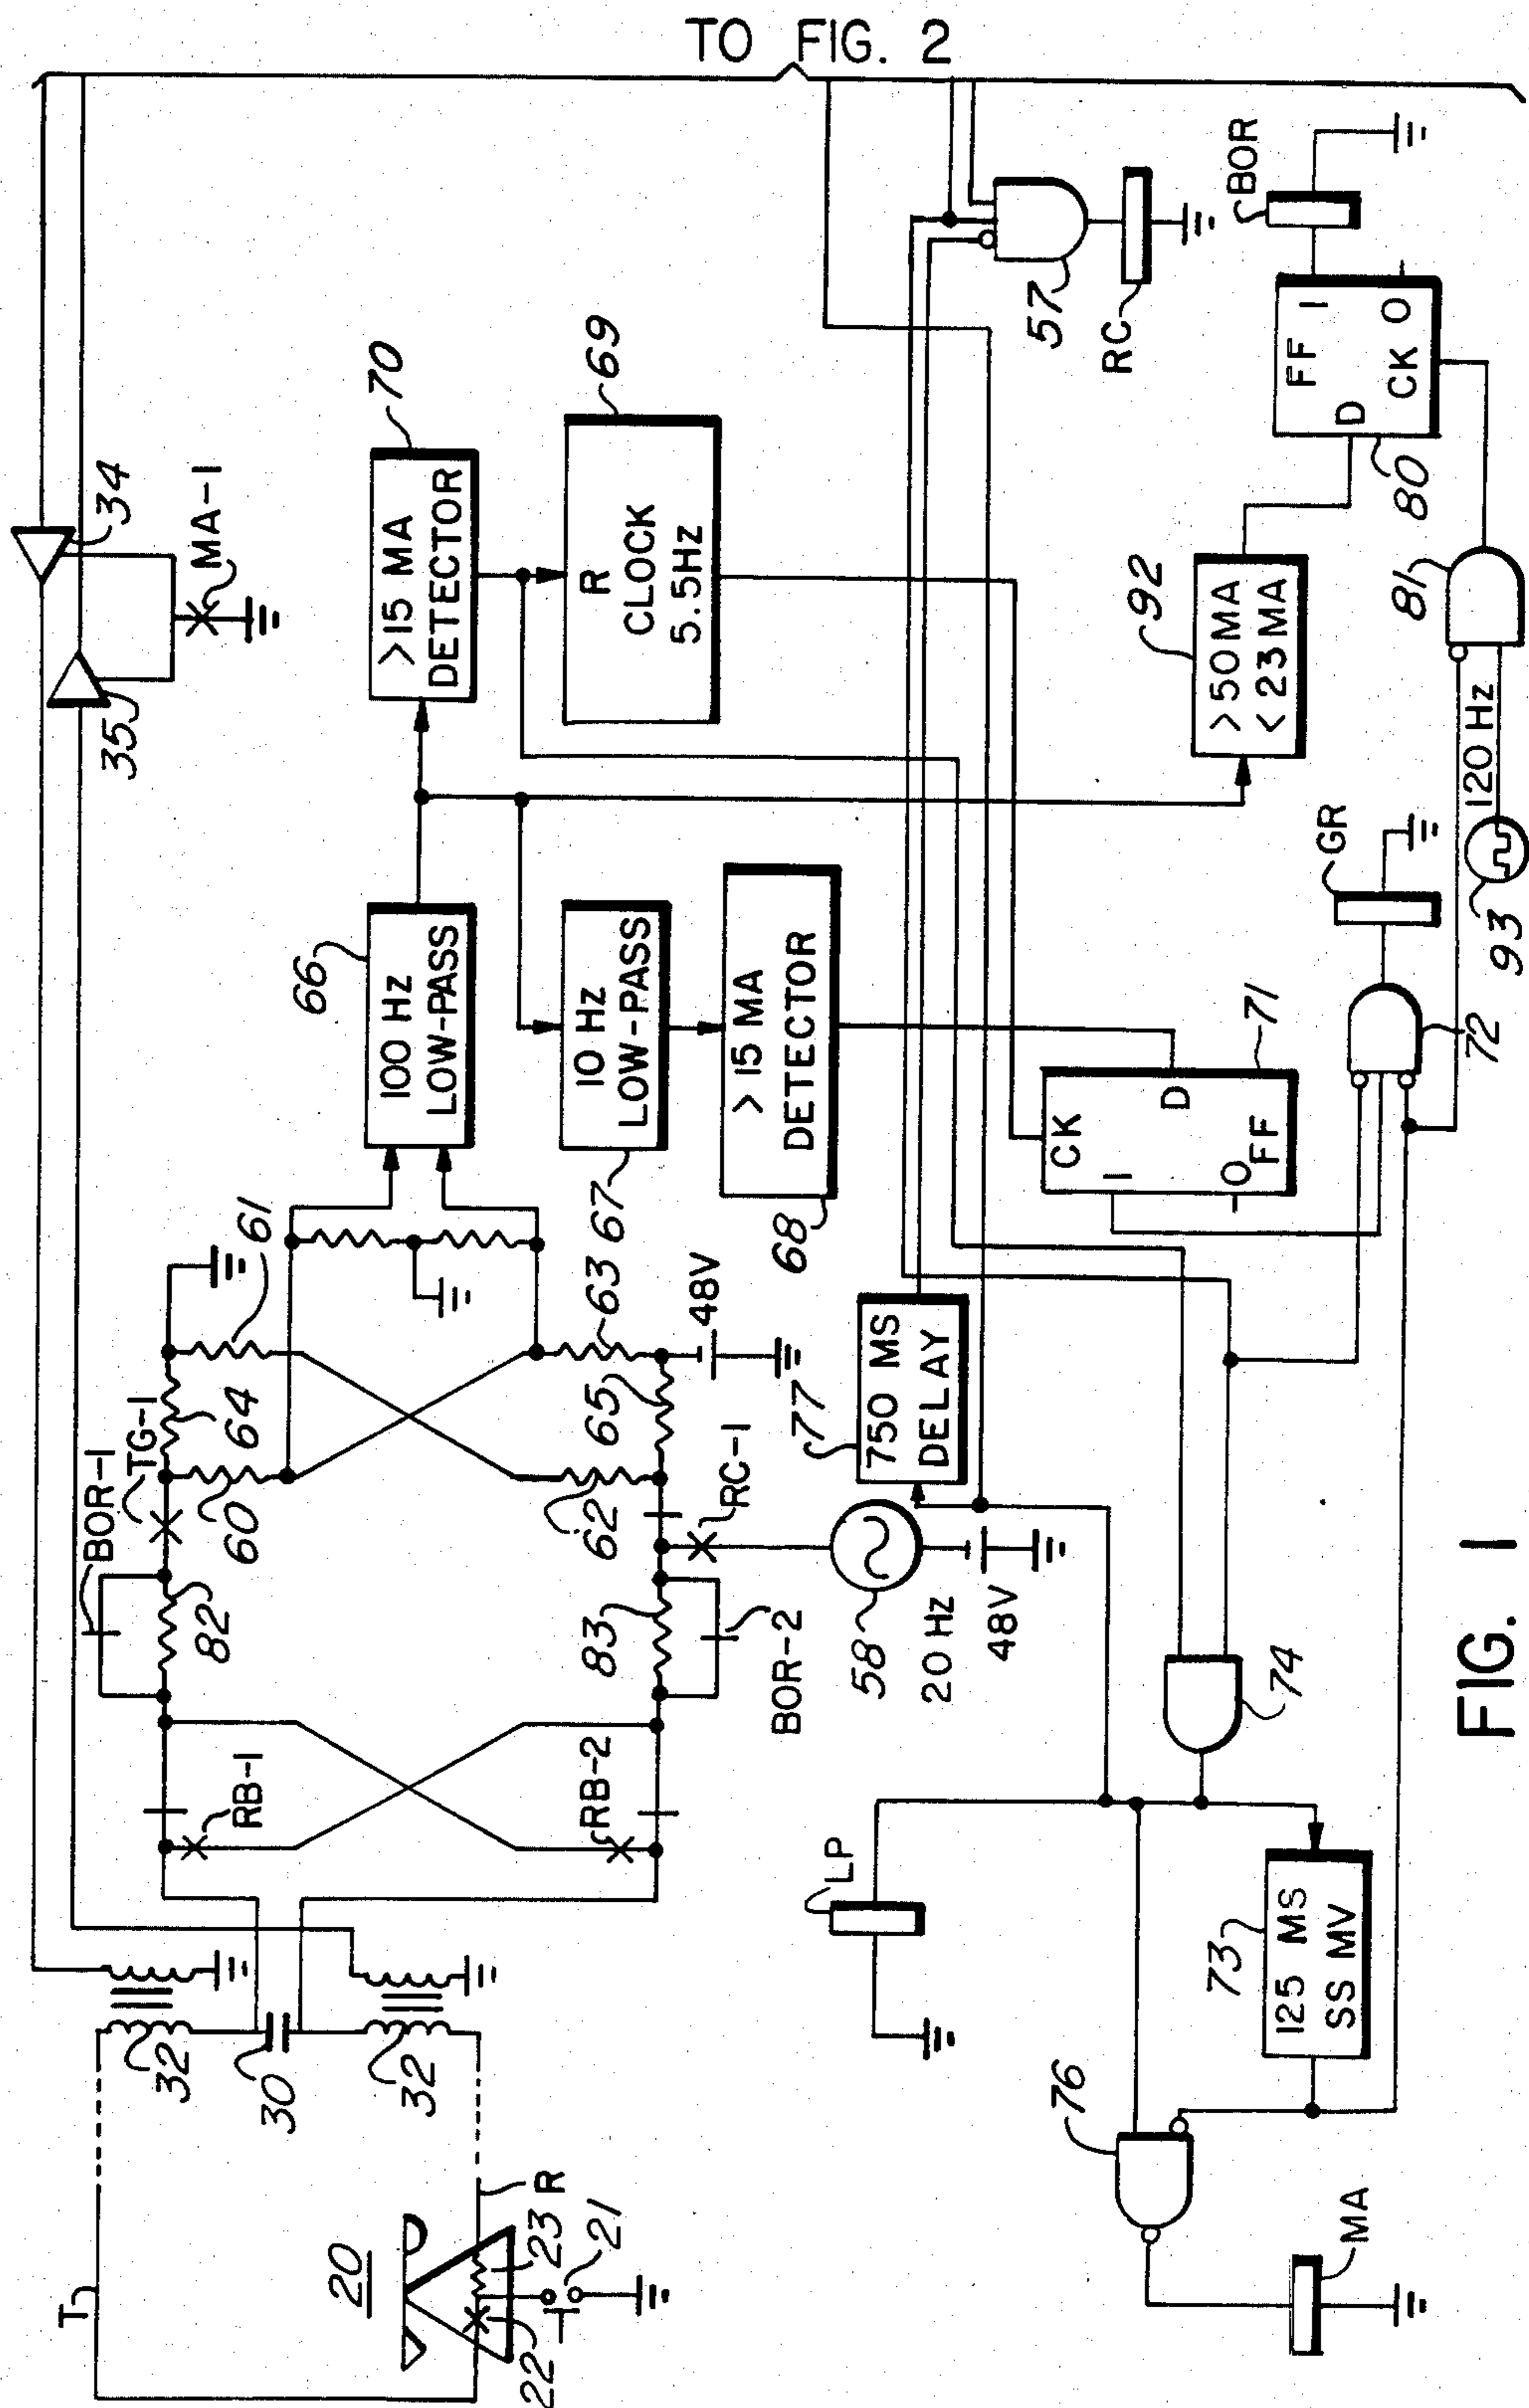 TO FIG. 2
34
35
MA-1
70
>15 MA
DETECTOR
69
R
CLOCK
5.5Hz
66
100 Hz
LOW-PASS
67
10 Hz
LOW-PASS
68
>15 MA
DETECTOR
92
>50MA
<23MA
57
RC
BOR
FF 1
D
CK 0
80
81
120 Hz
93
GR
72
71
CK
D
1
0
FF
61
63
48V
64
65
TG-1
BOR-1
60
62
RC-1
82
83
BOR-2
58
20 Hz
48V
77
750 MS
DELAY
74
RB-1
RB-2
LP
73
125 MS
SS MV
76
MA
32
30
32
T
20
R
23
21
22
T
FIG. 1